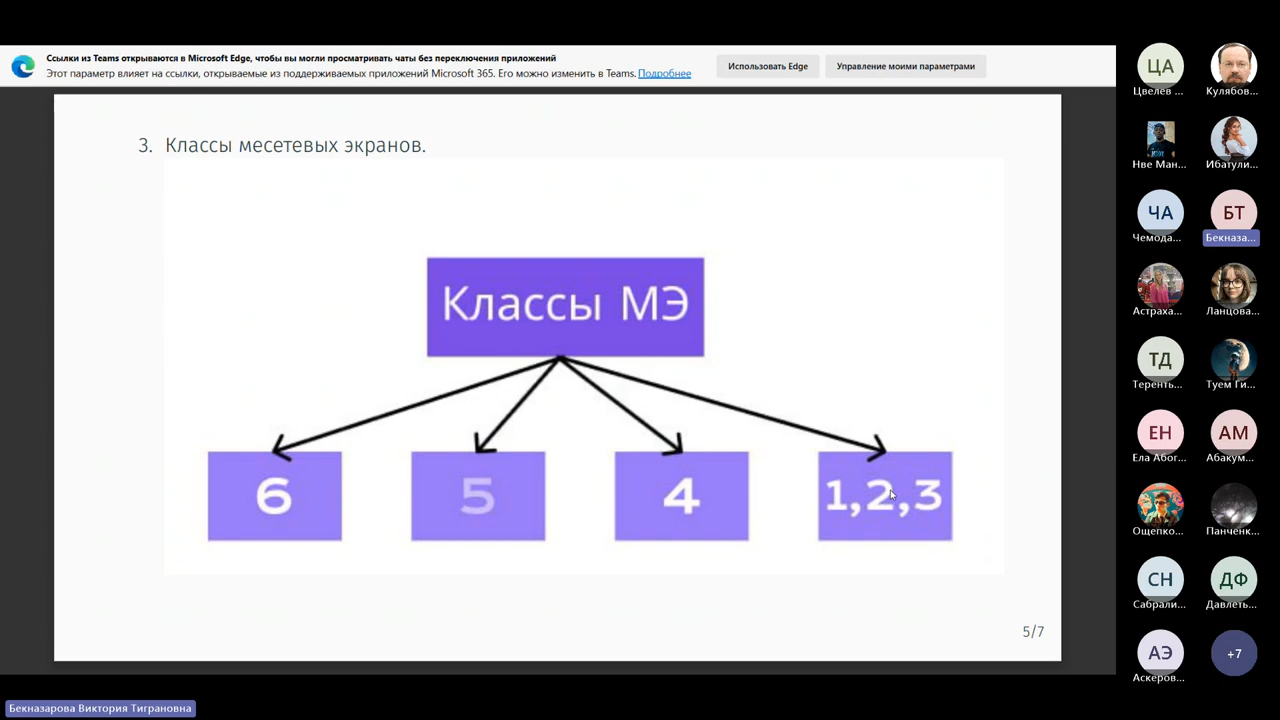 Ссылки из Teams открываются в Microsoft Edge, чтобы вы могли просматривать чаты без переключения приложений
Этот параметр влияет на ссылки, открываемые из поддерживаемых приложений Microsoft 365. Его можно изменить в Teams. Подробнее
Использовать Edge
Управление моими параметрами
3. Классы месетевых экранов.
Классы МЭ
6
5
4
1,2,3
5/7
ЦА
Цвелев ...
Кулябов...
Нве Ман...
Ибатули...
ЧА
Чемода...
БТ
Бекназа...
Астраха...
Ланцова...
ТД
Теренть...
Туем Ги...
ЕН
Ела Абог...
АМ
Абакум...
Ощепко...
Панченк...
СН
Сабрали...
ДФ
Давлеть...
АЭ
Аскеров...
+7
Бекназарова Виктория Тиграновна